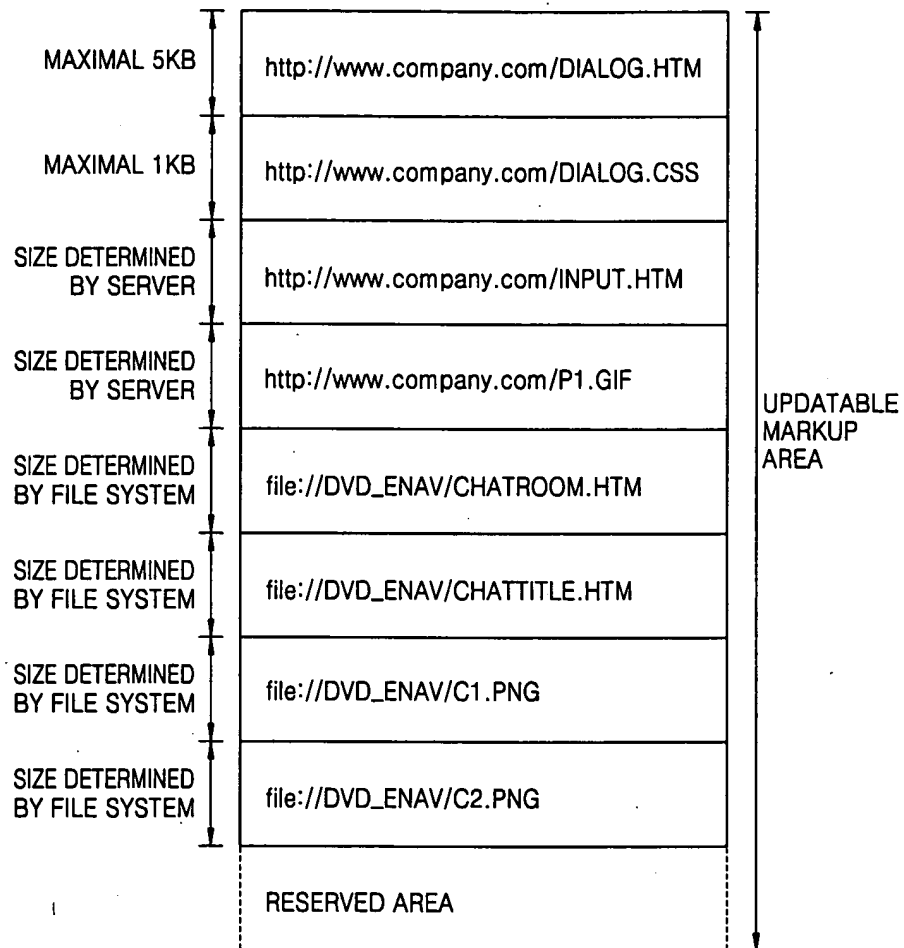 MAXIMAL 5KB
http://www.company.com/DIALOG.HTM
MAXIMAL 1KB
http://www.company.com/DIALOG.CSS
SIZE DETERMINED
BY SERVER
http://www.company.com/INPUT.HTM
SIZE DETERMINED
BY SERVER
http://www.company.com/P1.GIF
UPDATABLE
MARKUP
AREA
SIZE DETERMINED
BY FILE SYSTEM
file://DVD_ENAV/CHATROOM.HTM
SIZE DETERMINED
BY FILE SYSTEM
file://DVD_ENAV/CHATTITLE.HTM
SIZE DETERMINED
BY FILE SYSTEM
file://DVD_ENAV/C1.PNG
SIZE DETERMINED
BY FILE SYSTEM
file://DVD_ENAV/C2.PNG
RESERVED AREA